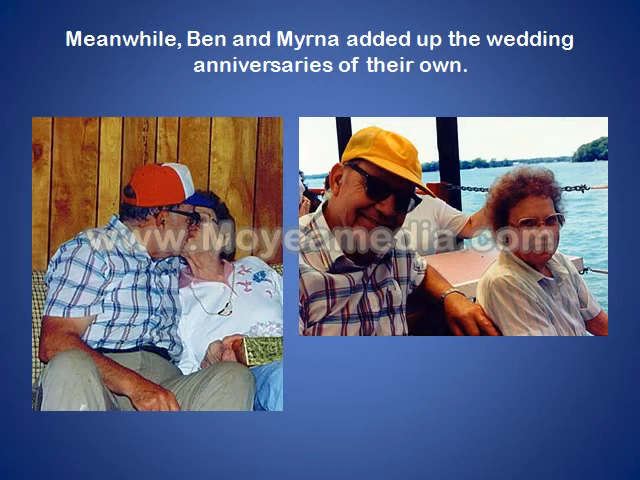 Meanwhile, Ben and Myrna added up the wedding
anniversaries of their own.
www.Moyeamedia.com